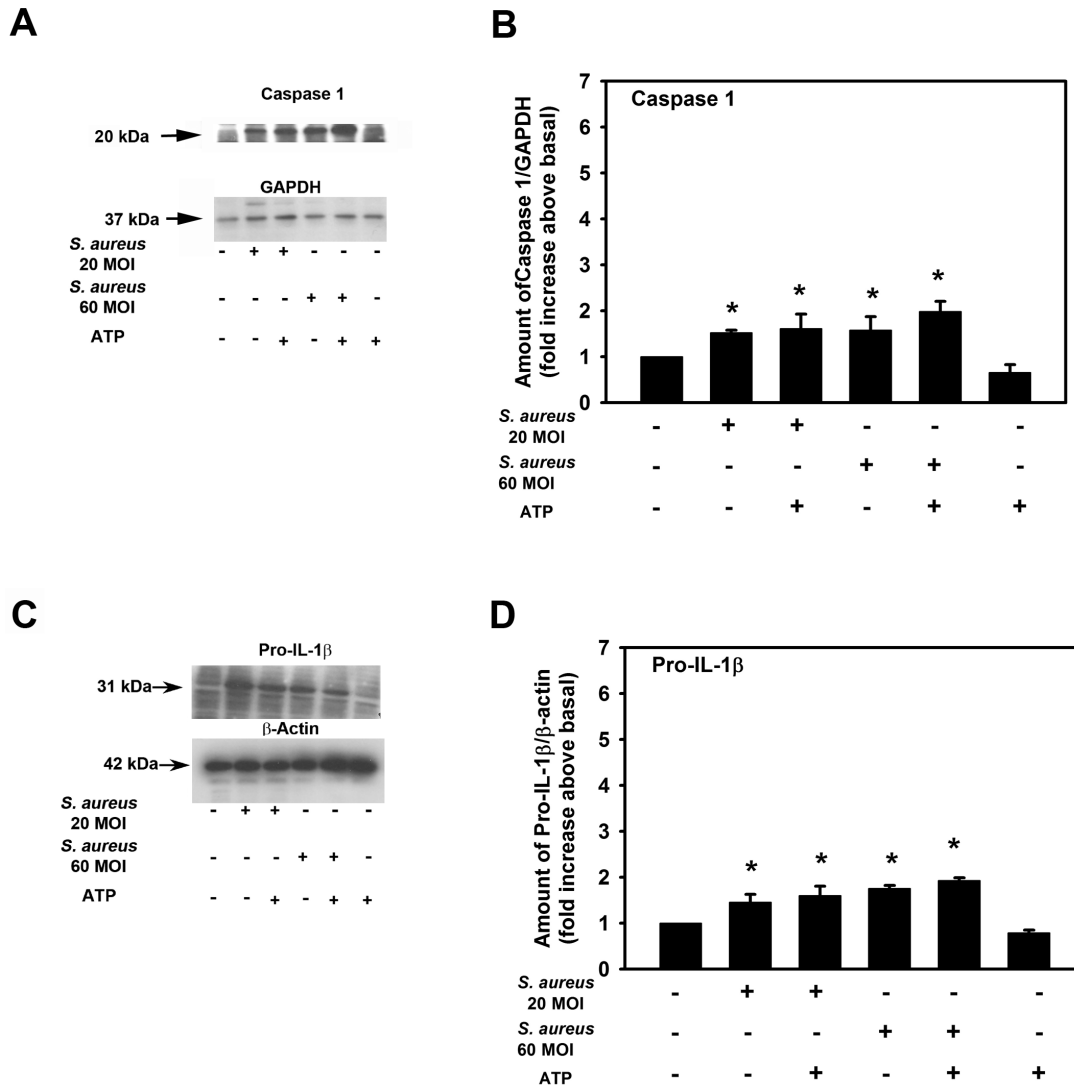 A
Caspase 1
20 kDa
GAPDH
37 kDa
S. aureus - + + - - -
20 MOI
S. aureus
60 MOI - - - + + -
ATP - - + - + +
B
Caspase 1
Amount ofCaspase 1/GAPDH
(fold increase above basal)
7
6
5
4
3
2
1
0
* * * *
S. aureus
20 MOI - + + - - -
S. aureus
60 MOI - - - + + -
ATP - - + - + +
C
Pro-IL-1β
31 kDa
β-Actin
42 kDa
S. aureus - + + - - -
20 MOI
S. aureus
60 MOI - - - + + -
ATP - - + - + +
D
Pro-IL-1β
Amount of Pro-IL-1β/β-actin
(fold increase above basal)
7
6
5
4
3
2
1
0
* * * *
S. aureus
20 MOI - + + - - -
S. aureus
60 MOI - - - + + -
ATP - - + - + +